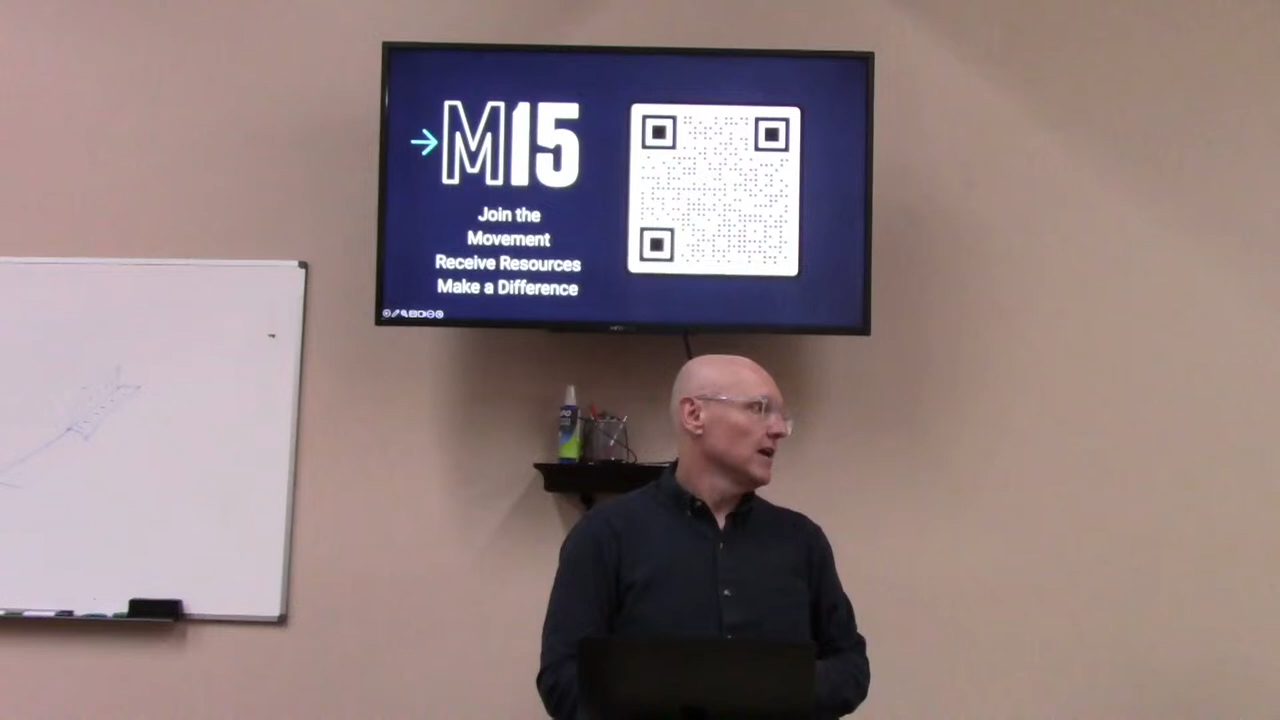 M15
Join the
Movement
Receive Resources
Make a Difference